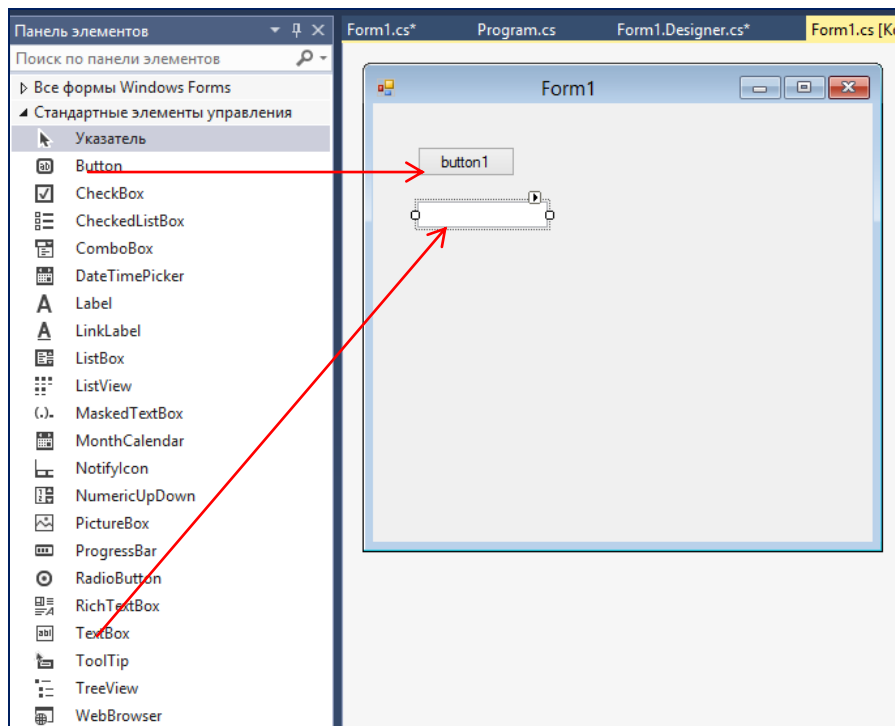 Панель элементов
Поиск по панели элементов
Все формы Windows Forms
Стандартные элементы управления
Указатель
Button
CheckBox
CheckedListBox
ComboBox
DateTimePicker
Label
LinkLabel
ListBox
ListView
MaskedTextBox
MonthCalendar
NotifyIcon
NumericUpDown
PictureBox
ProgressBar
RadioButton
RichTextBox
TextBox
ToolTip
TreeView
WebBrowser
Form1.cs*
Program.cs
Form1.Designer.cs*
Form1.cs [Ко
Form1
button1